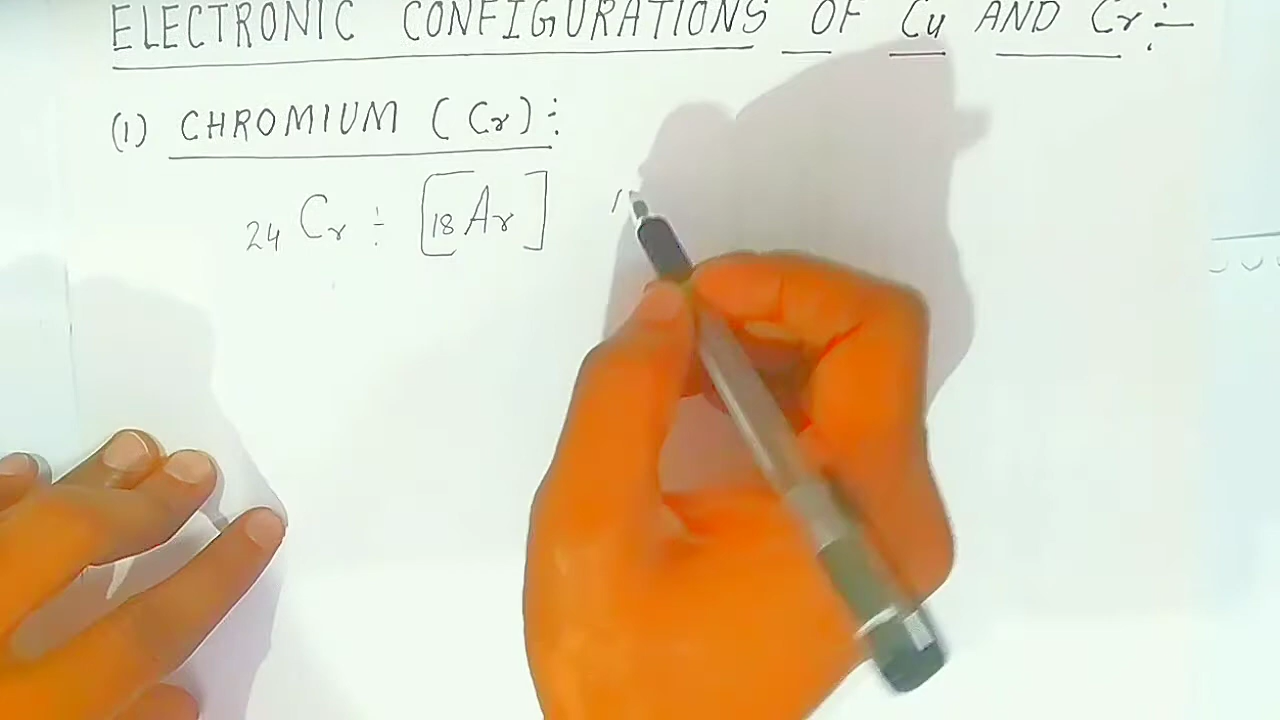 ELECTRONIC CONFIGURATIONS OF Cu AND Cr :-
(1) CHROMIUM (Cr) :
24 Cr ÷ [18 Ar]